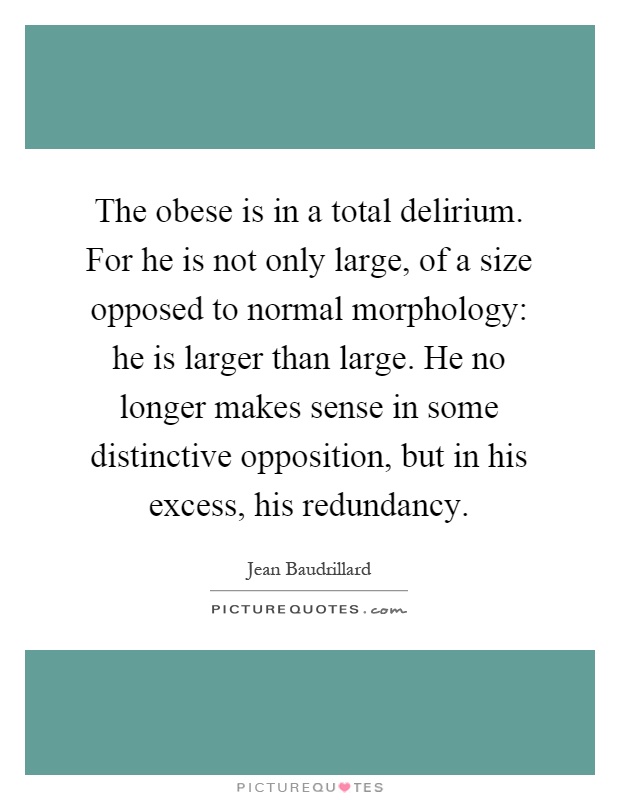 The obese is in a total delirium.
For he is not only large, of a size
opposed to normal morphology:
he is larger than large. He no
longer makes sense in some
distinctive opposition, but in his
excess, his redundancy.
Jean Baudrillard
PICTUREQUOTES.com
PICTUREQU♥TES